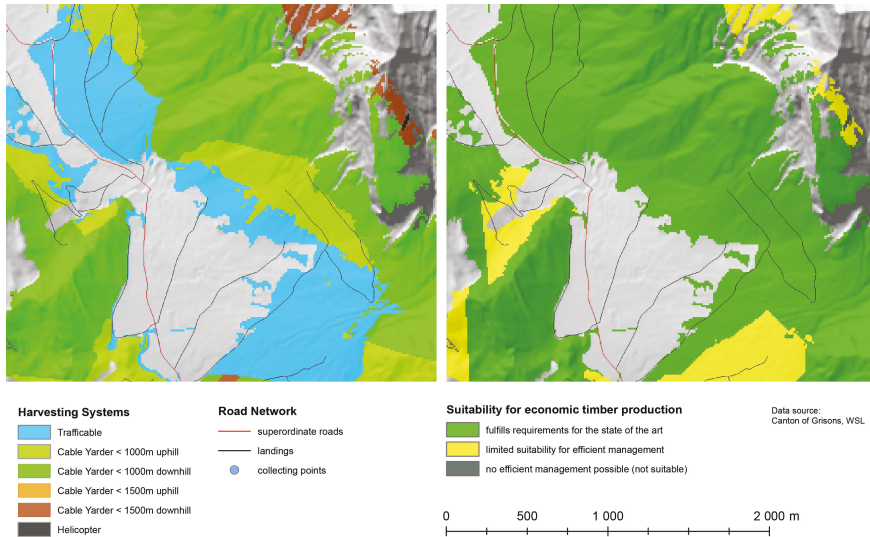 Harvesting Systems
Trafficable
Cable Yarder < 1000m uphill
Cable Yarder < 1000m downhill
Cable Yarder < 1500m uphill
Cable Yarder < 1500m downhill
Helicopter
Road Network
superordinate roads
landings
collecting points
Suitability for economic timber production
fulfills requirements for the state of the art
limited suitability for efficient management
no efficient management possible (not suitable)
Data source:
Canton of Grisons, WSL
0 500 1 000 2 000 m